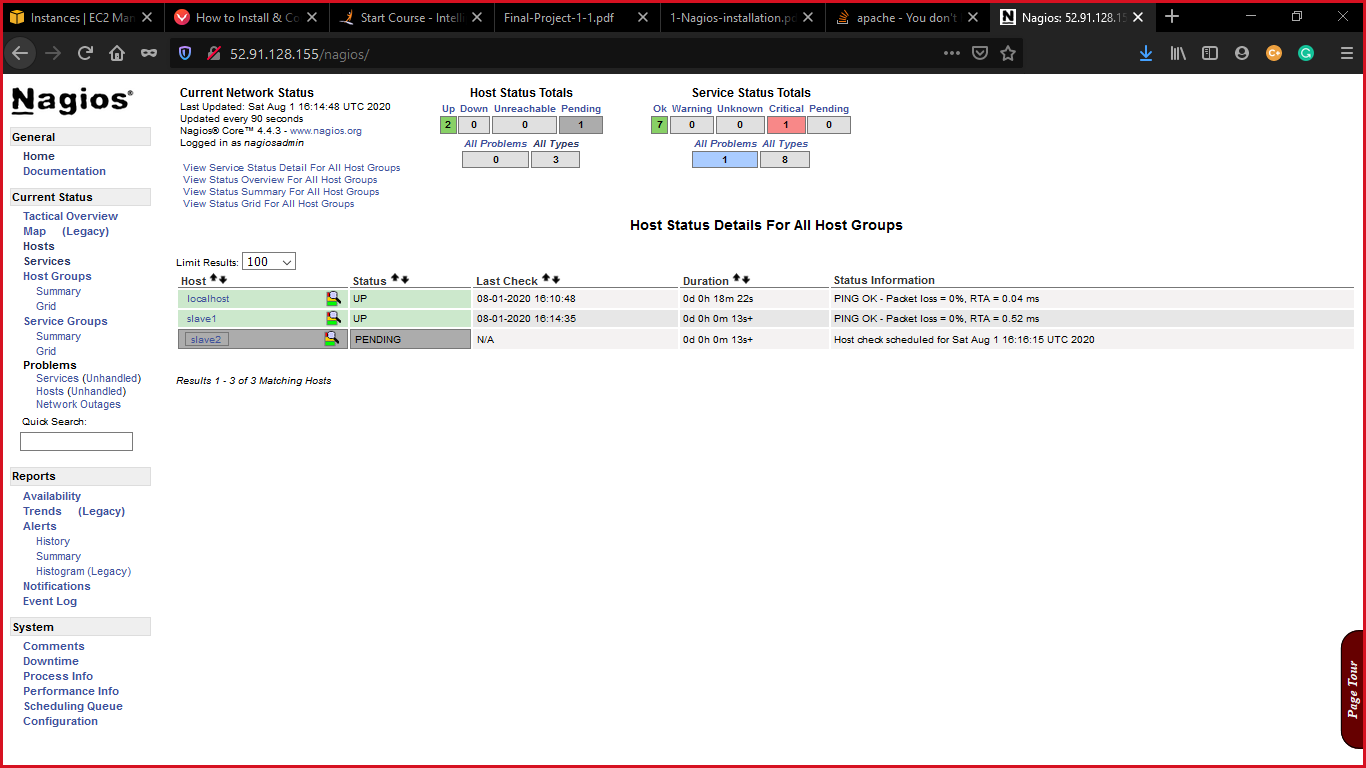 Instances | EC2 Man
How to Install & Co
Start Course - Intelli
Final-Project-1-1.pdf
1-Nagios-installation.pd
apache - You don't
Nagios: 52.91.128.15
52.91.128.155/nagios/
Nagios®
General
Home
Documentation
Current Status
Tactical Overview
Map (Legacy)
Hosts
Services
Host Groups
Summary
Grid
Service Groups
Summary
Grid
Problems
Services (Unhandled)
Hosts (Unhandled)
Network Outages
Quick Search:
Reports
Availability
Trends (Legacy)
Alerts
History
Summary
Histogram (Legacy)
Notifications
Event Log
System
Comments
Downtime
Process Info
Performance Info
Scheduling Queue
Configuration
Current Network Status
Last Updated: Sat Aug 1 16:14:48 UTC 2020
Updated every 90 seconds
Nagios® Core™ 4.4.3 - www.nagios.org
Logged in as nagiosadmin
View Service Status Detail For All Host Groups
View Status Overview For All Host Groups
View Status Summary For All Host Groups
View Status Grid For All Host Groups
Host Status Totals
Up Down Unreachable Pending
2 0 0 1
All Problems All Types
0 3
Service Status Totals
Ok Warning Unknown Critical Pending
7 0 0 1 0
All Problems All Types
1 8
Host Status Details For All Host Groups
Limit Results: 100
Host Status Last Check Duration Status Information
localhost UP 08-01-2020 16:10:48 0d 0h 18m 22s PING OK - Packet loss = 0%, RTA = 0.04 ms
slave1 UP 08-01-2020 16:14:35 0d 0h 0m 13s+ PING OK - Packet loss = 0%, RTA = 0.52 ms
slave2 PENDING N/A 0d 0h 0m 13s+ Host check scheduled for Sat Aug 1 16:16:15 UTC 2020
Results 1 - 3 of 3 Matching Hosts
Page Tour